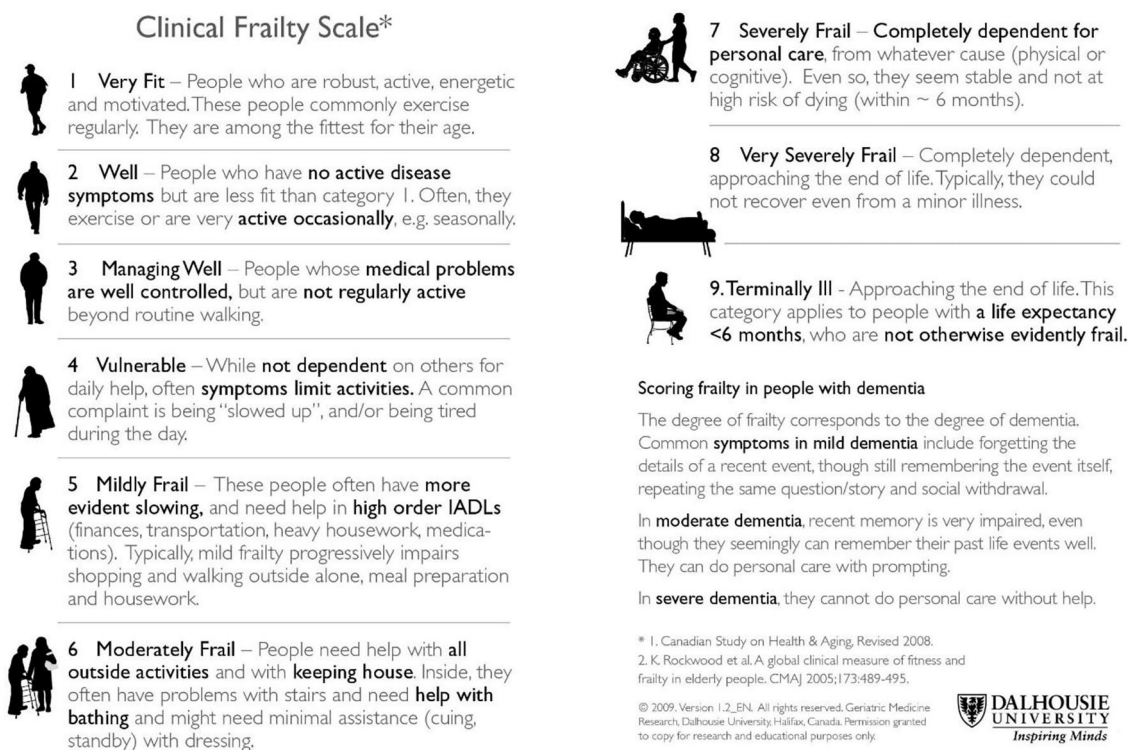 Clinical Frailty Scale*
1 Very Fit – People who are robust, active, energetic
and motivated. These people commonly exercise
regularly. They are among the fittest for their age.
2 Well – People who have no active disease
symptoms but are less fit than category 1. Often, they
exercise or are very active occasionally, e.g. seasonally.
3 Managing Well – People whose medical problems
are well controlled, but are not regularly active
beyond routine walking.
4 Vulnerable – While not dependent on others for
daily help, often symptoms limit activities. A common
complaint is being “slowed up”, and/or being tired
during the day.
5 Mildly Frail – These people often have more
evident slowing, and need help in high order IADLs
(finances, transportation, heavy housework, medica-
tions). Typically, mild frailty progressively impairs
shopping and walking outside alone, meal preparation
and housework.
6 Moderately Frail – People need help with all
outside activities and with keeping house. Inside, they
often have problems with stairs and need help with
bathing and might need minimal assistance (cuing,
standby) with dressing.
7 Severely Frail – Completely dependent for
personal care, from whatever cause (physical or
cognitive). Even so, they seem stable and not at
high risk of dying (within ~ 6 months).
8 Very Severely Frail – Completely dependent,
approaching the end of life. Typically, they could
not recover even from a minor illness.
9. Terminally Ill - Approaching the end of life. This
category applies to people with a life expectancy
<6 months, who are not otherwise evidently frail.
Scoring frailty in people with dementia
The degree of frailty corresponds to the degree of dementia.
Common symptoms in mild dementia include forgetting the
details of a recent event, though still remembering the event itself,
repeating the same question/story and social withdrawal.
In moderate dementia, recent memory is very impaired, even
though they seemingly can remember their past life events well.
They can do personal care with prompting.
In severe dementia, they cannot do personal care without help.
* 1. Canadian Study on Health & Aging, Revised 2008.
2. K. Rockwood et al. A global clinical measure of fitness and
frailty in elderly people. CMAJ 2005;173:489-495.
© 2009. Version 1.2_EN. All rights reserved. Geriatric Medicine
Research, Dalhousie University, Halifax, Canada. Permission granted
to copy for research and educational purposes only.
DALHOUSIE
UNIVERSITY
Inspiring Minds